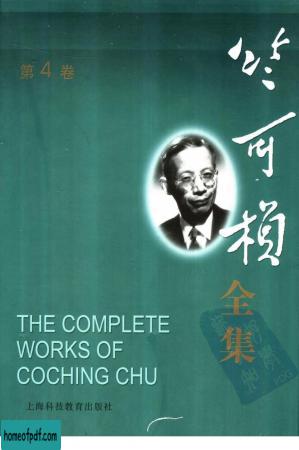 第4卷
竺可桢
全集
THE COMPLETE
WORKS OF
COCHING CHU
上海科技教育出版社
homeofpdf.com